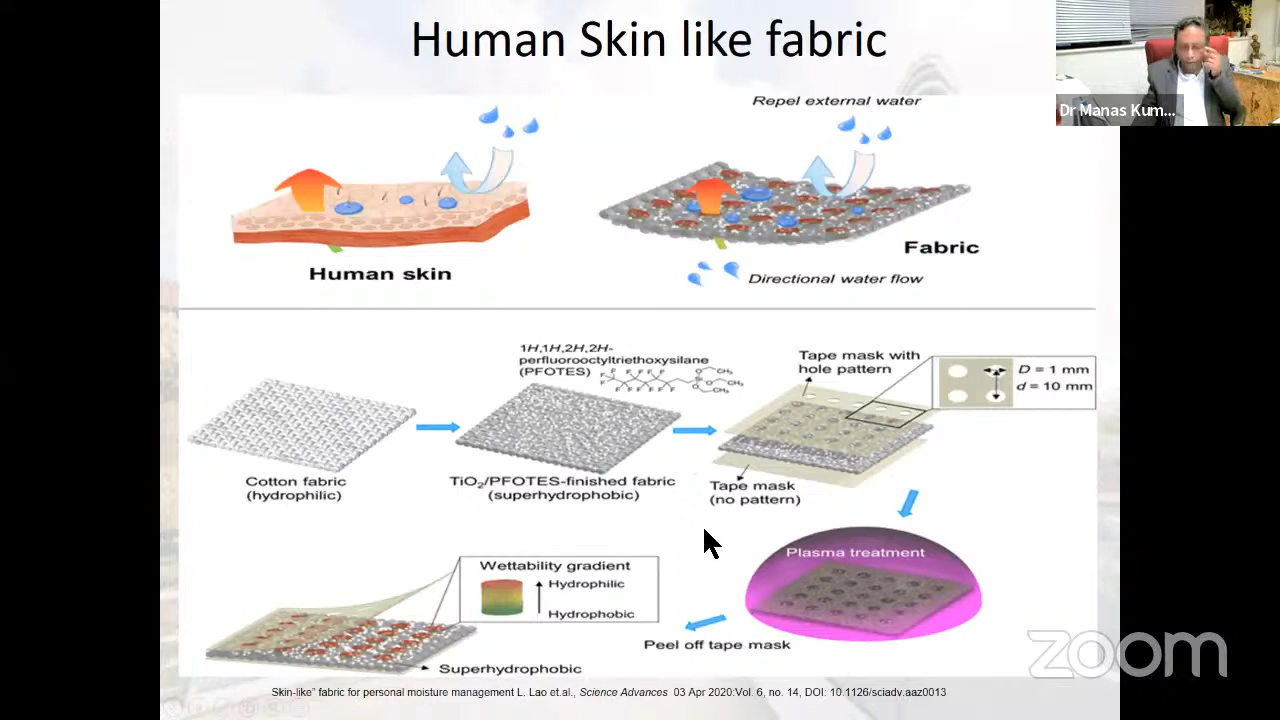 Human Skin like fabric
Dr Manas Kum...
Repel external water
Human skin
Fabric
Directional water flow
1H,1H,2H,2H-
perfluorooctyltriethoxysilane
(PFOTES)
Tape mask with
hole pattern
D = 1 mm
d = 10 mm
Cotton fabric
(hydrophilic)
TiO₂/PFOTES-finished fabric
(superhydrophobic)
Tape mask
(no pattern)
Plasma treatment
Wettability gradient
Hydrophilic
Hydrophobic
Peel off tape mask
Superhydrophobic
zoom
Skin-like” fabric for personal moisture management L. Lao et.al., Science Advances 03 Apr 2020:Vol. 6, no. 14, DOI: 10.1126/sciadv.aaz0013